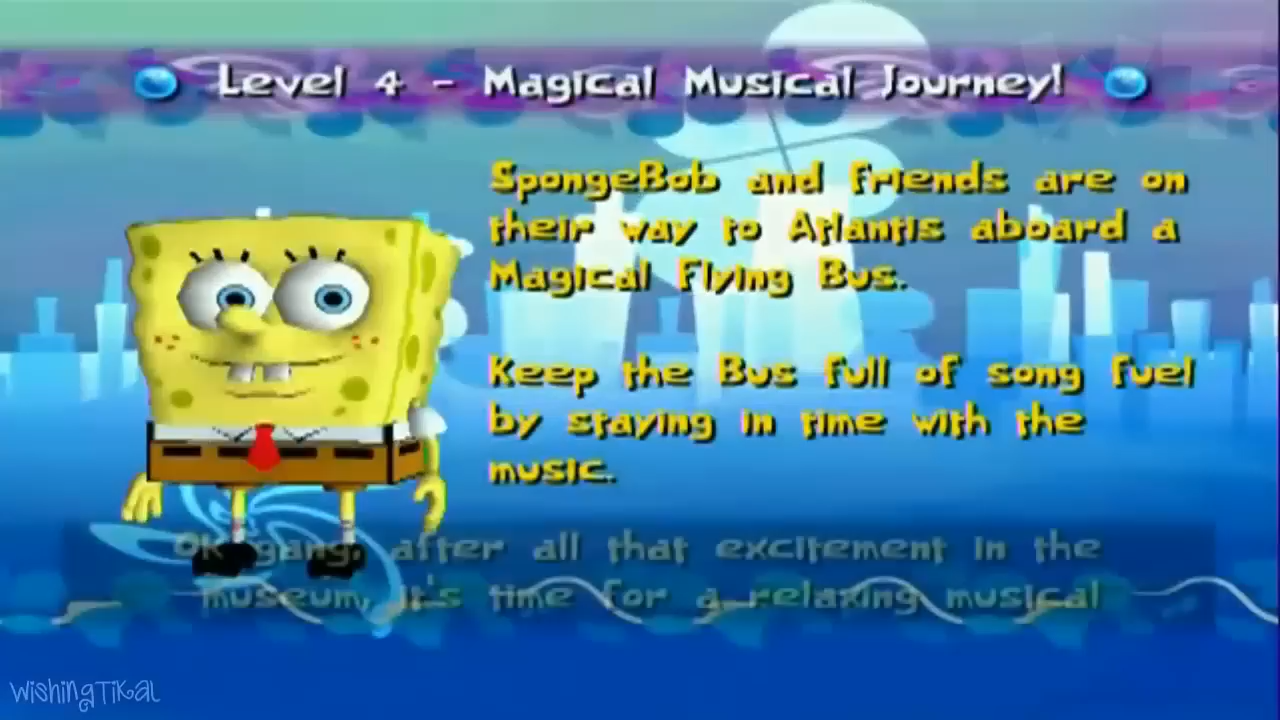 Level 4 - Magical Musical Journey!
SpongeBob and friends are on
their way to Atlantis aboard a
Magical Flying Bus.
Keep the Bus full of song fuel
by staying in time with the
music.
Ok gang, after all that excitement in the
museum, it's time for a relaxing musical
WishingTikal